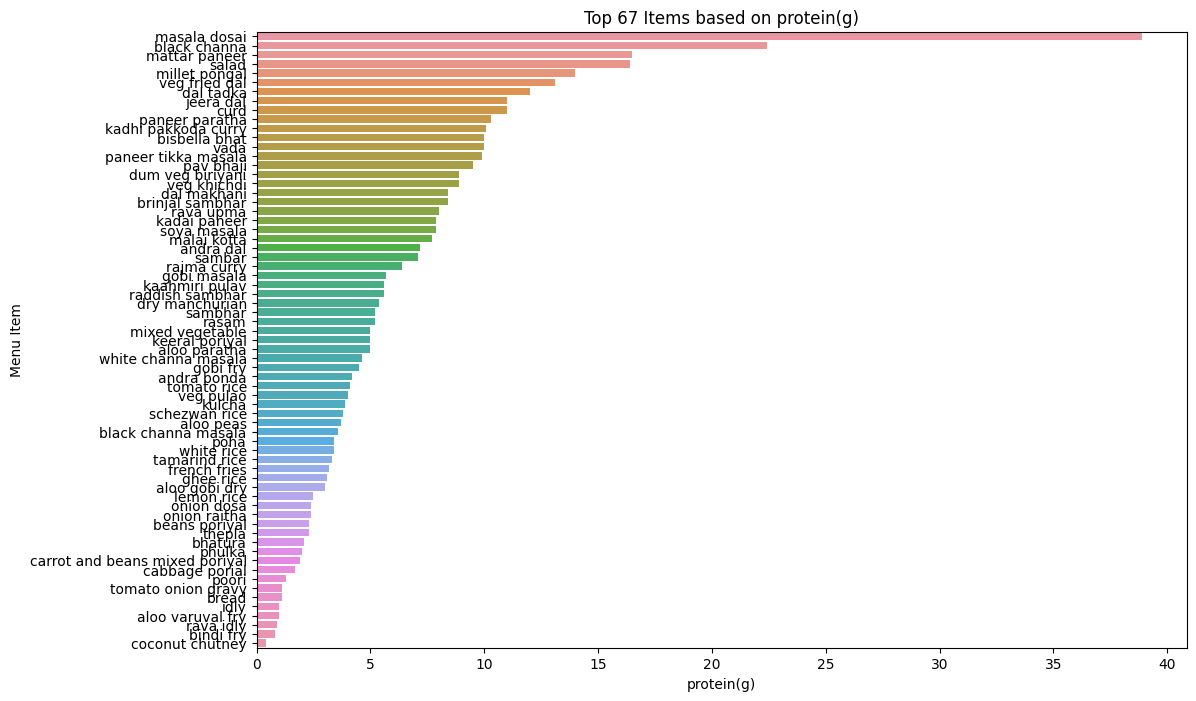 Top 67 Items based on protein(g)
masala dosai
black channa
mattar paneer
salad
millet pongal
veg fried dal
dal tadka
jeera dal
curd
paneer paratha
kadhi pakkoda curry
bisbella bhat
vada
paneer tikka masala
pav bhaji
dum veg biriyani
veg khichdi
dal makhani
brinjal sambhar
rava upma
kadai paneer
soya masala
malai kofta
andra dal
sambar
rajma curry
gobi masala
kaahmiri pulav
raddish sambhar
dry manchurian
sambhar
rasam
mixed vegetable
keerai poriyal
aloo paratha
white channa masala
gobi fry
andra ponda
tomato rice
veg pulao
kulcha
schezwan rice
aloo peas
black channa masala
poha
white rice
tamarind rice
french fries
ghee rice
aloo gobi dry
lemon rice
onion dosa
onion raitha
beans poriyal
thepla
bhatura
phulka
carrot and beans mixed poriyal
cabbage porial
poori
tomato onion gravy
bread
idly
aloo varuval fry
rava idly
bindi fry
coconut chutney
Menu Item
0 5 10 15 20 25 30 35 40
protein(g)